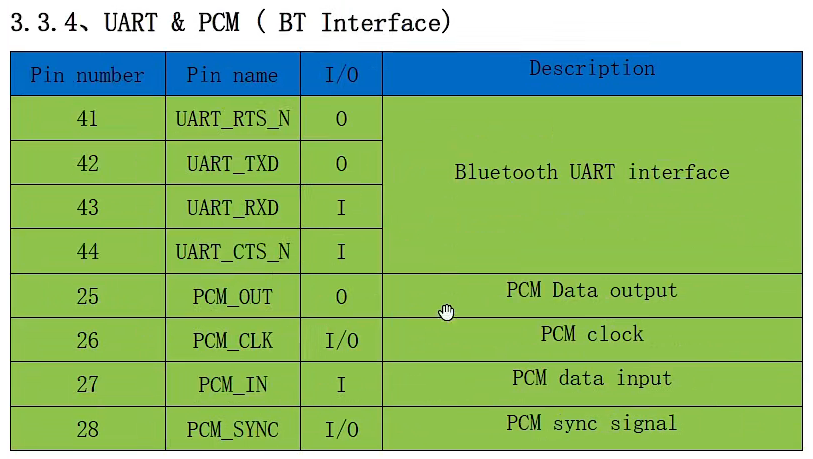 3.3.4、UART & PCM ( BT Interface)
Pin number Pin name I/O Description
41 UART_RTS_N O
42 UART_TXD O
Bluetooth UART interface
43 UART_RXD I
44 UART_CTS_N I
25 PCM_OUT O PCM Data output
26 PCM_CLK I/O PCM clock
27 PCM_IN I PCM data input
28 PCM_SYNC I/O PCM sync signal